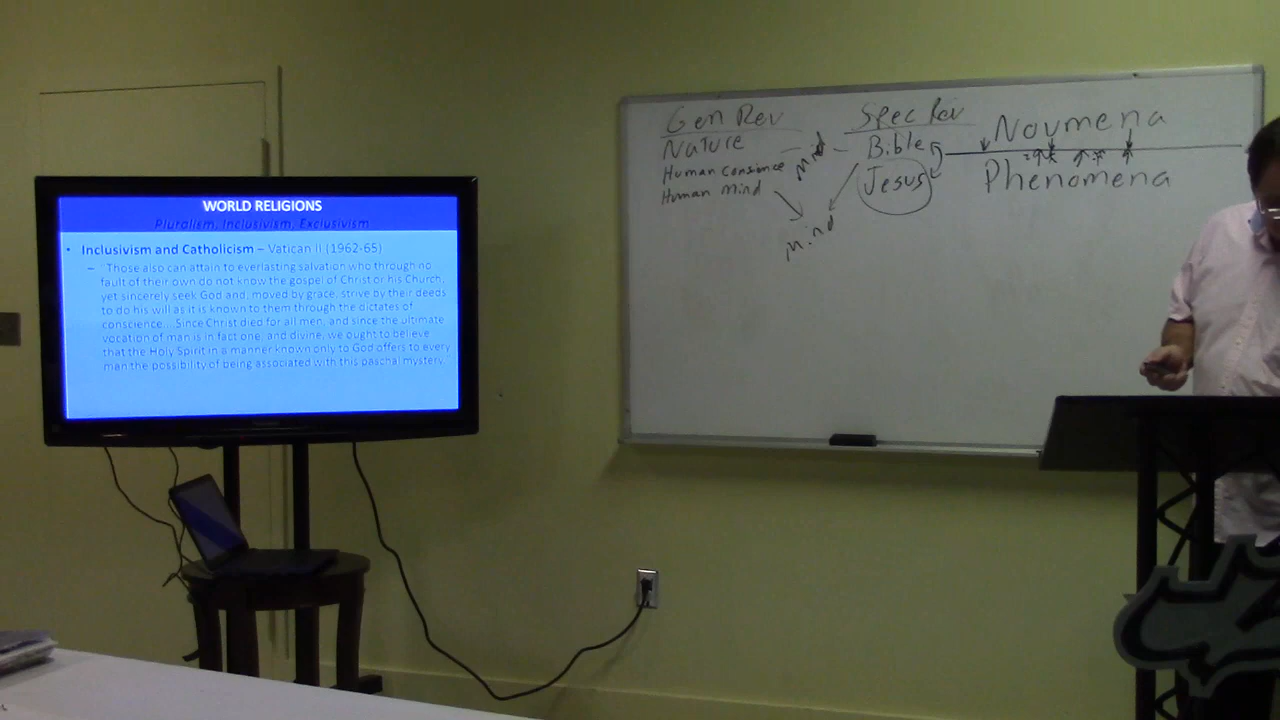 WORLD RELIGIONS
Pluralism, Inclusivism, Exclusivism
• Inclusivism and Catholicism – Vatican II (1962-65)
– "Those also can attain to everlasting salvation who through no
fault of their own do not know the gospel of Christ or his Church,
yet sincerely seek God and, moved by grace, strive by their deeds
to do his will as it is known to them through the dictates of
conscience....Since Christ died for all men, and since the ultimate
vocation of man is in fact one, and divine, we ought to believe
that the Holy Spirit in a manner known only to God offers to every
man the possibility of being associated with this paschal mystery."
Gen Rev
Nature
Human Consience
Human Mind
Mind
Mind
Spec Rev
Bible
Jesus
Noumena
Phenomena